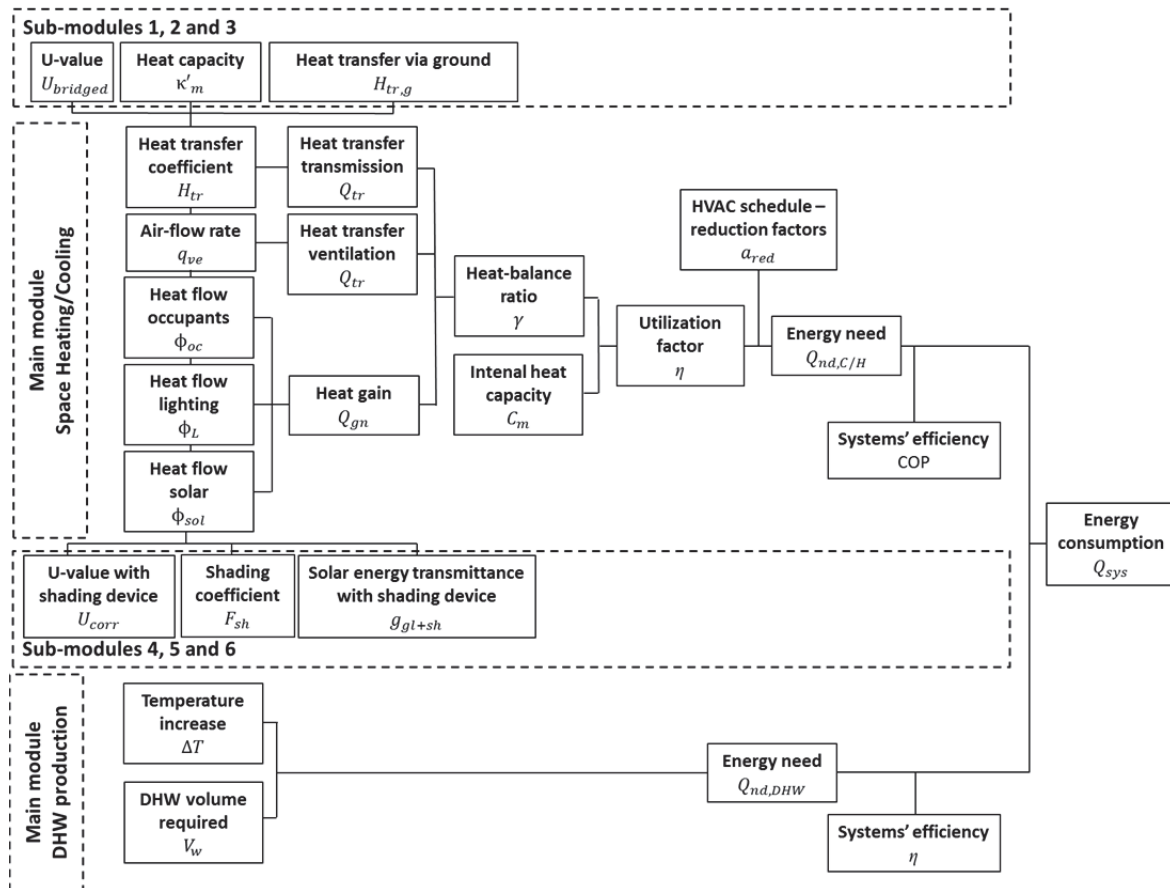 Sub-modules 1, 2 and 3
U-value
U_bridged
Heat capacity
κ′_m
Heat transfer via ground
H_tr,g
Main module
Space Heating/Cooling
Heat transfer
coefficient
H_tr
Heat transfer
transmission
Q_tr
Air-flow rate
q_ve
Heat transfer
ventilation
Q_tr
Heat flow
occupants
ϕ_oc
Heat flow
lighting
ϕ_L
Heat flow
solar
ϕ_sol
Heat gain
Q_gn
Heat-balance
ratio
γ
Intenal heat
capacity
C_m
Utilization
factor
η
HVAC schedule –
reduction factors
a_red
Energy need
Q_nd,C/H
Systems' efficiency
COP
Energy
consumption
Q_sys
U-value with
shading device
U_corr
Shading
coefficient
F_sh
Solar energy transmittance
with shading device
g_gl+sh
Sub-modules 4, 5 and 6
Main module
DHW production
Temperature
increase
ΔT
DHW volume
required
V_w
Energy need
Q_nd,DHW
Systems' efficiency
η